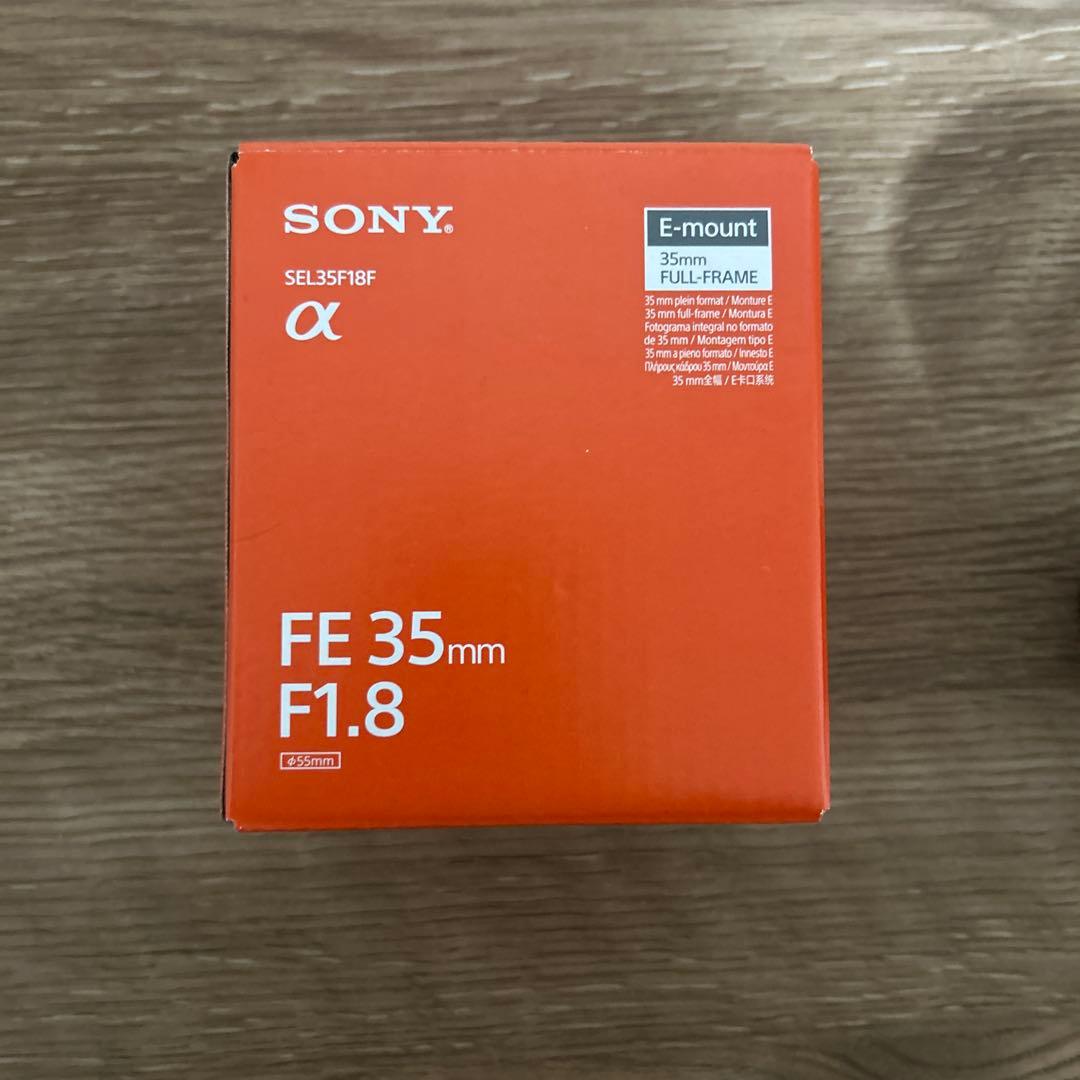 SONY®
SEL35F18F
α
E-mount
35mm
FULL-FRAME
35 mm plein format / Monture E
35 mm full-frame / Montura E
Fotograma integral no formato
de 35 mm / Montagem tipo E
35 mm a pieno formato / Innesto E
Πλήρους κάδρου 35 mm / Μοντούρα E
35 mm全幅 / E卡口系统
FE 35mm
F1.8
φ55mm